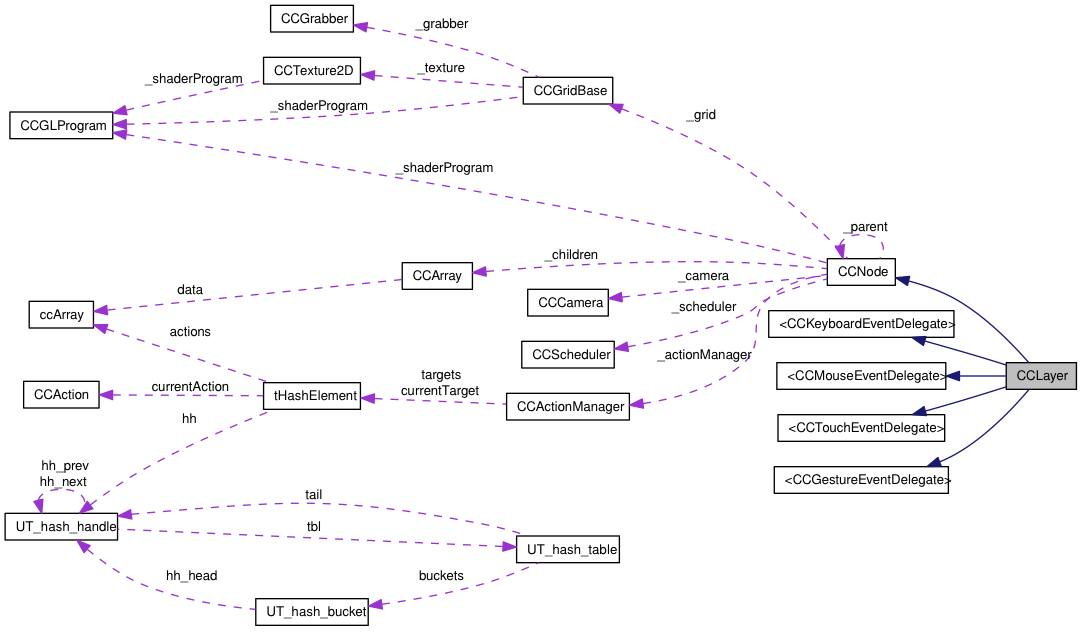 CCGrabber
_grabber
CCTexture2D
_texture
_shaderProgram
CCGridBase
_shaderProgram
CCGLProgram
_grid
_shaderProgram
_parent
_children
CCNode
CCArray
_camera
data
CCCamera
_scheduler
ccArray
<CCKeyboardEventDelegate>
actions
_actionManager
CCScheduler
targets
currentTarget
<CCMouseEventDelegate>
CCLayer
currentAction
CCAction
tHashElement
CCActionManager
hh
<CCTouchEventDelegate>
hh_prev
hh_next
<CCGestureEventDelegate>
tail
UT_hash_handle
tbl
UT_hash_table
hh_head
buckets
UT_hash_bucket